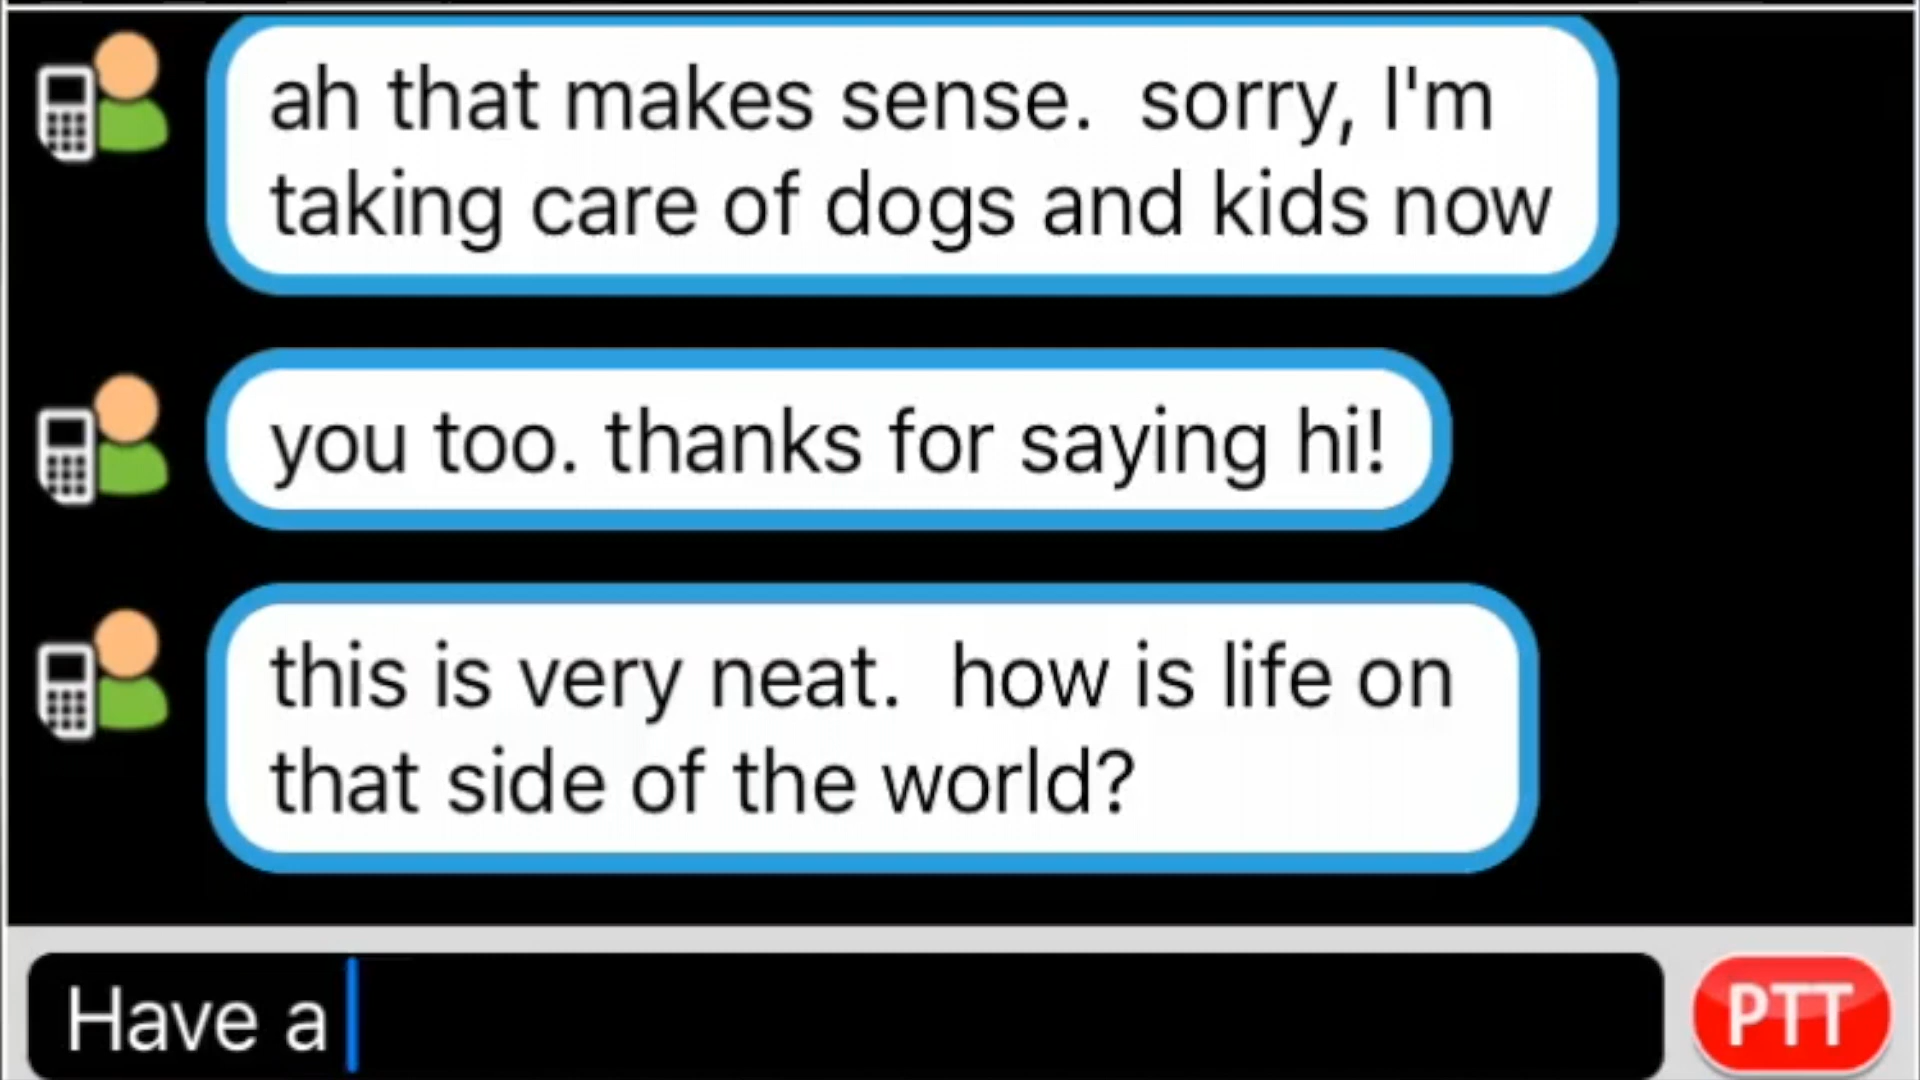 ah that makes sense.  sorry, I'm
taking care of dogs and kids now
you too. thanks for saying hi!
this is very neat.  how is life on
that side of the world?
Have a
PTT